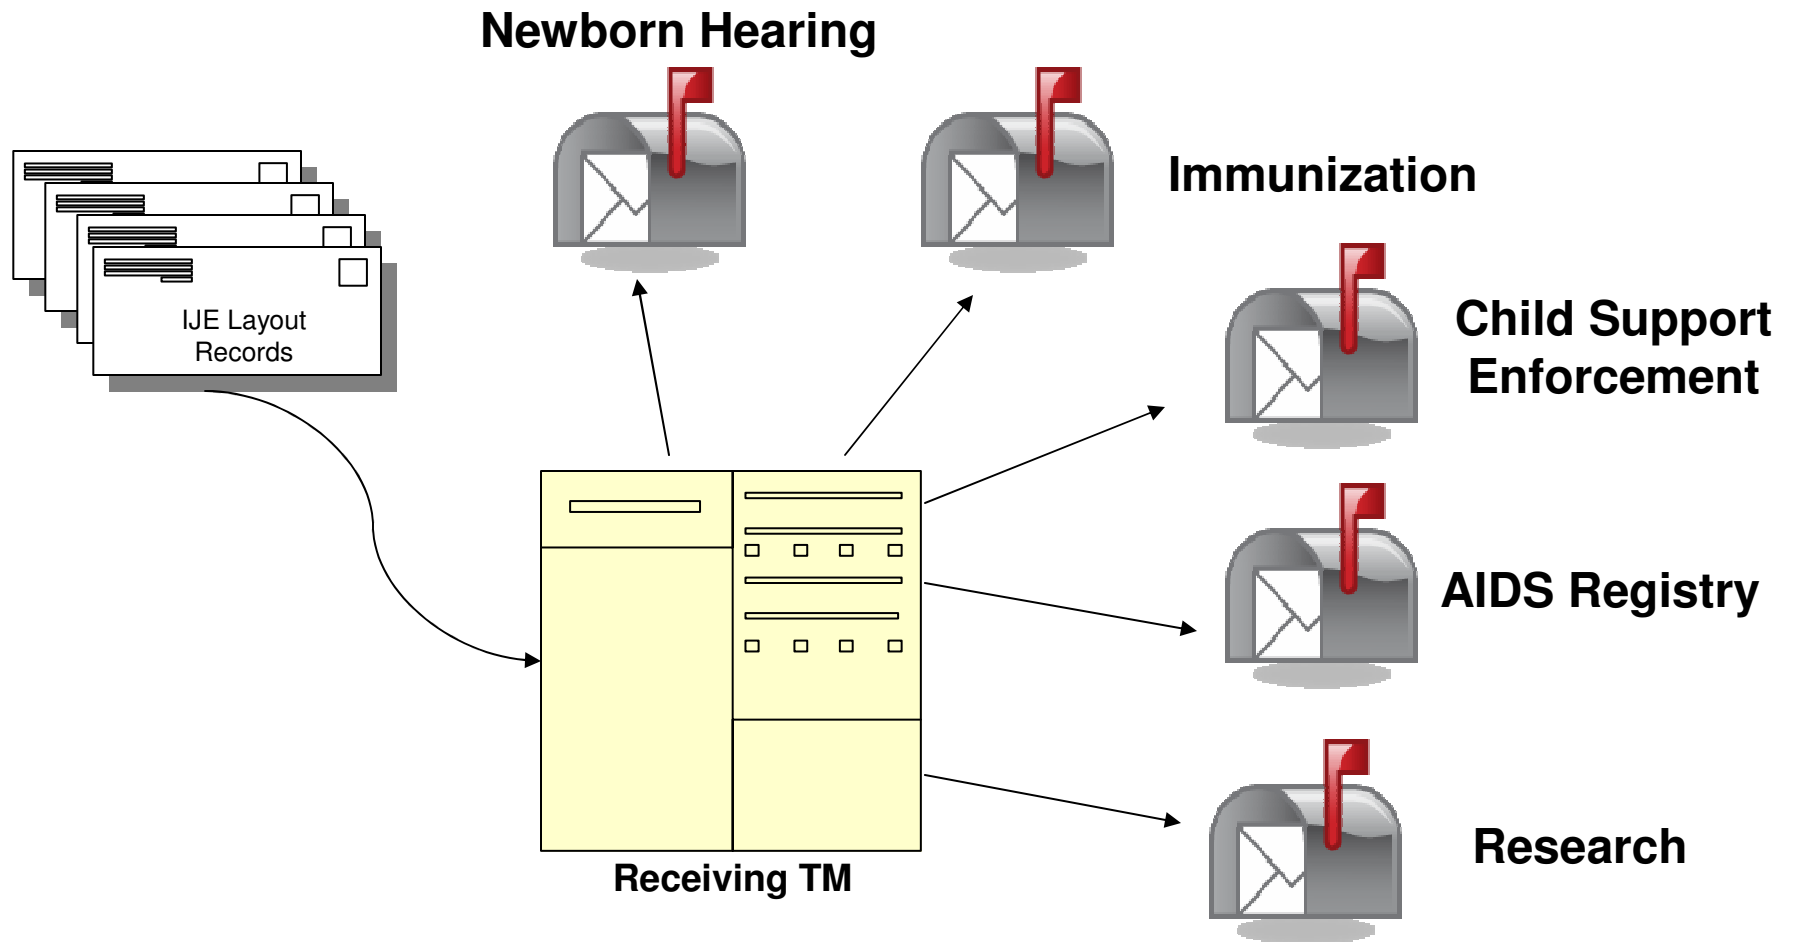 Newborn Hearing
Immunization
IJE Layout
Records
Child Support
Enforcement
AIDS Registry
Research
Receiving TM